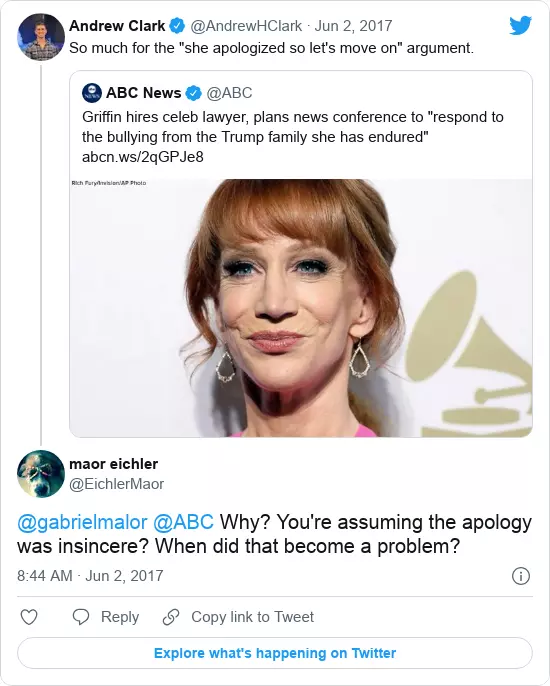 Andrew Clark @AndrewHClark · Jun 2, 2017
So much for the "she apologized so let's move on" argument.
NEWS
ABC News @ABC
Griffin hires celeb lawyer, plans news conference to "respond to
the bullying from the Trump family she has endured"
abcn.ws/2qGPJe8
Rich Fury/Invision/AP Photo
maor eichler
@EichlerMaor
@gabrielmalor @ABC Why? You're assuming the apology
was insincere? When did that become a problem?
8:44 AM · Jun 2, 2017
Reply Copy link to Tweet
Explore what's happening on Twitter